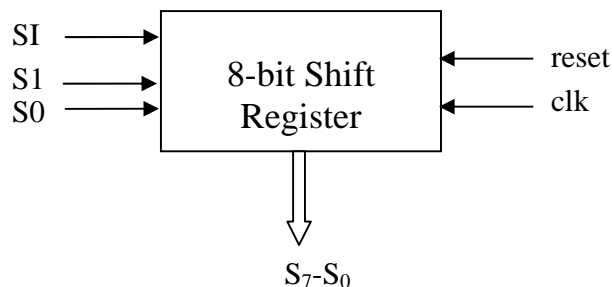 SI
S1
S0
8-bit Shift
Register
reset
clk
S₇-S₀